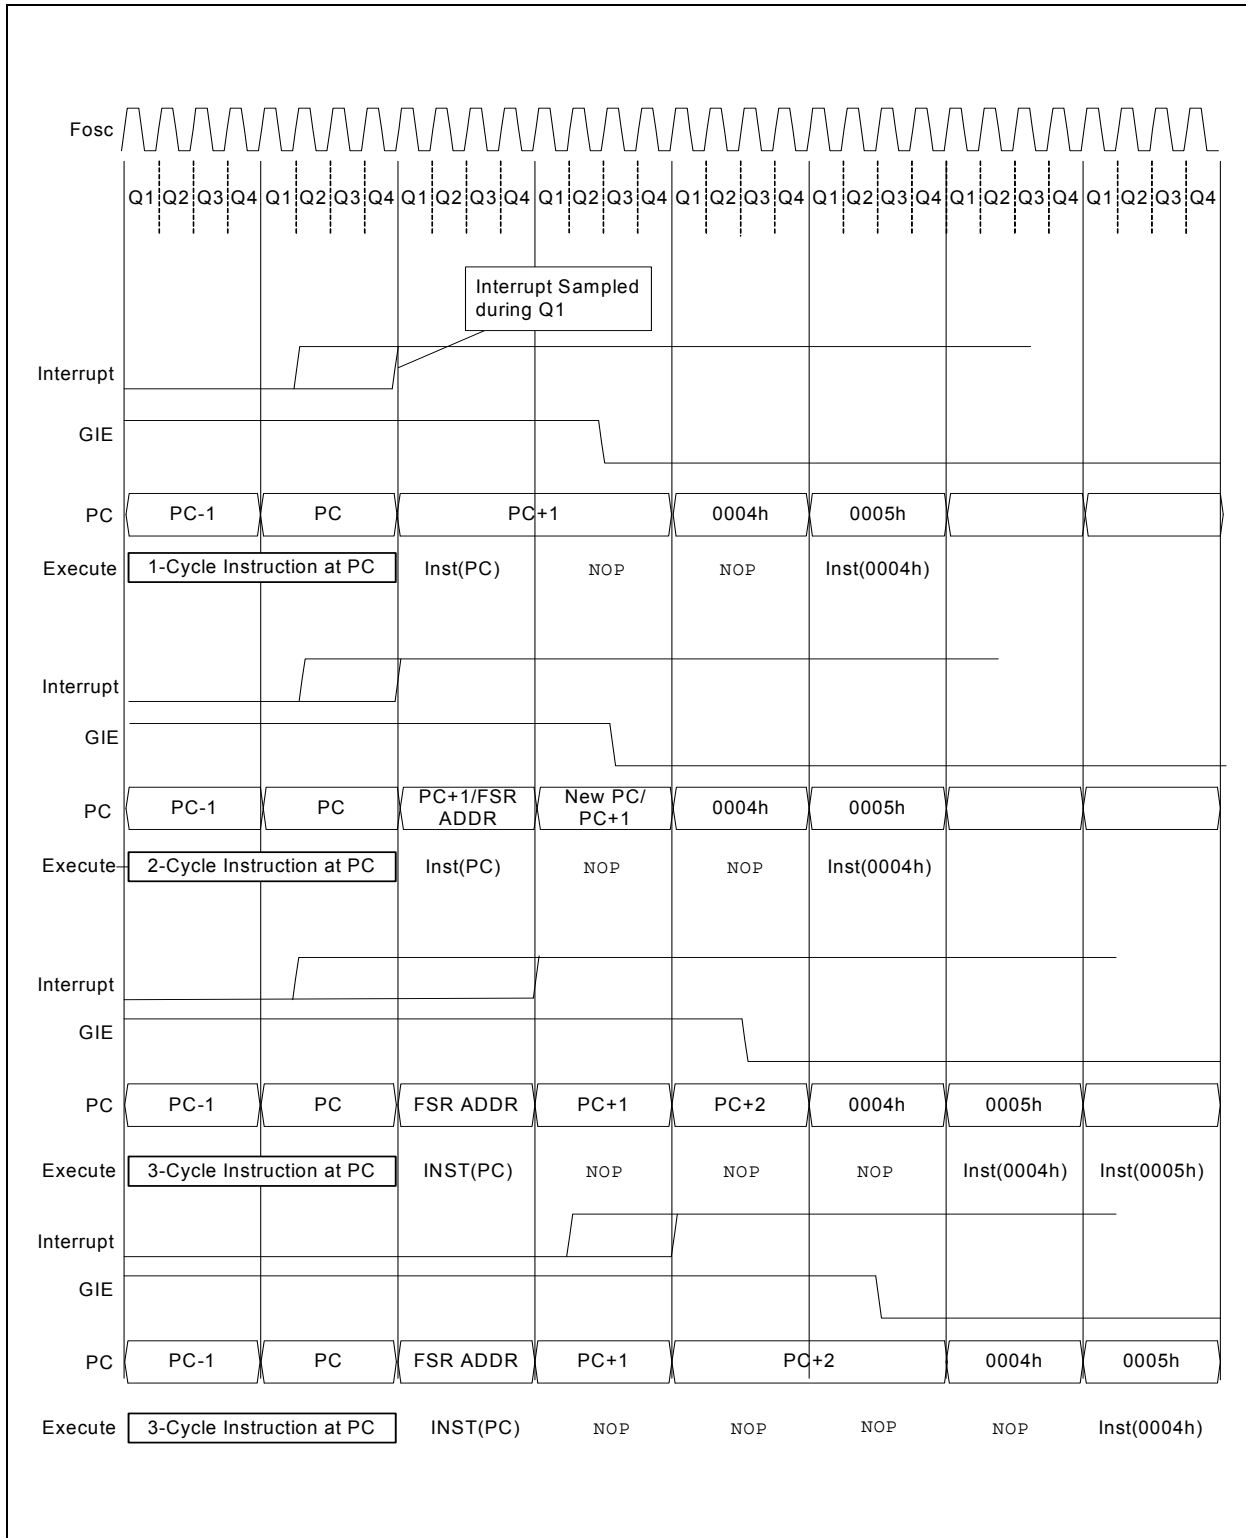 Fosc
Q1 Q2 Q3 Q4 Q1 Q2 Q3 Q4 Q1 Q2 Q3 Q4 Q1 Q2 Q3 Q4 Q1 Q2 Q3 Q4 Q1 Q2 Q3 Q4 Q1 Q2 Q3 Q4 Q1 Q2 Q3 Q4
Interrupt Sampled
during Q1
Interrupt
GIE
PC PC-1 PC PC+1 0004h 0005h
Execute 1-Cycle Instruction at PC Inst(PC) NOP NOP Inst(0004h)
Interrupt
GIE
PC PC-1 PC PC+1/FSR ADDR New PC/ PC+1 0004h 0005h
Execute 2-Cycle Instruction at PC Inst(PC) NOP NOP Inst(0004h)
Interrupt
GIE
PC PC-1 PC FSR ADDR PC+1 PC+2 0004h 0005h
Execute 3-Cycle Instruction at PC INST(PC) NOP NOP NOP Inst(0004h) Inst(0005h)
Interrupt
GIE
PC PC-1 PC FSR ADDR PC+1 PC+2 0004h 0005h
Execute 3-Cycle Instruction at PC INST(PC) NOP NOP NOP NOP Inst(0004h)